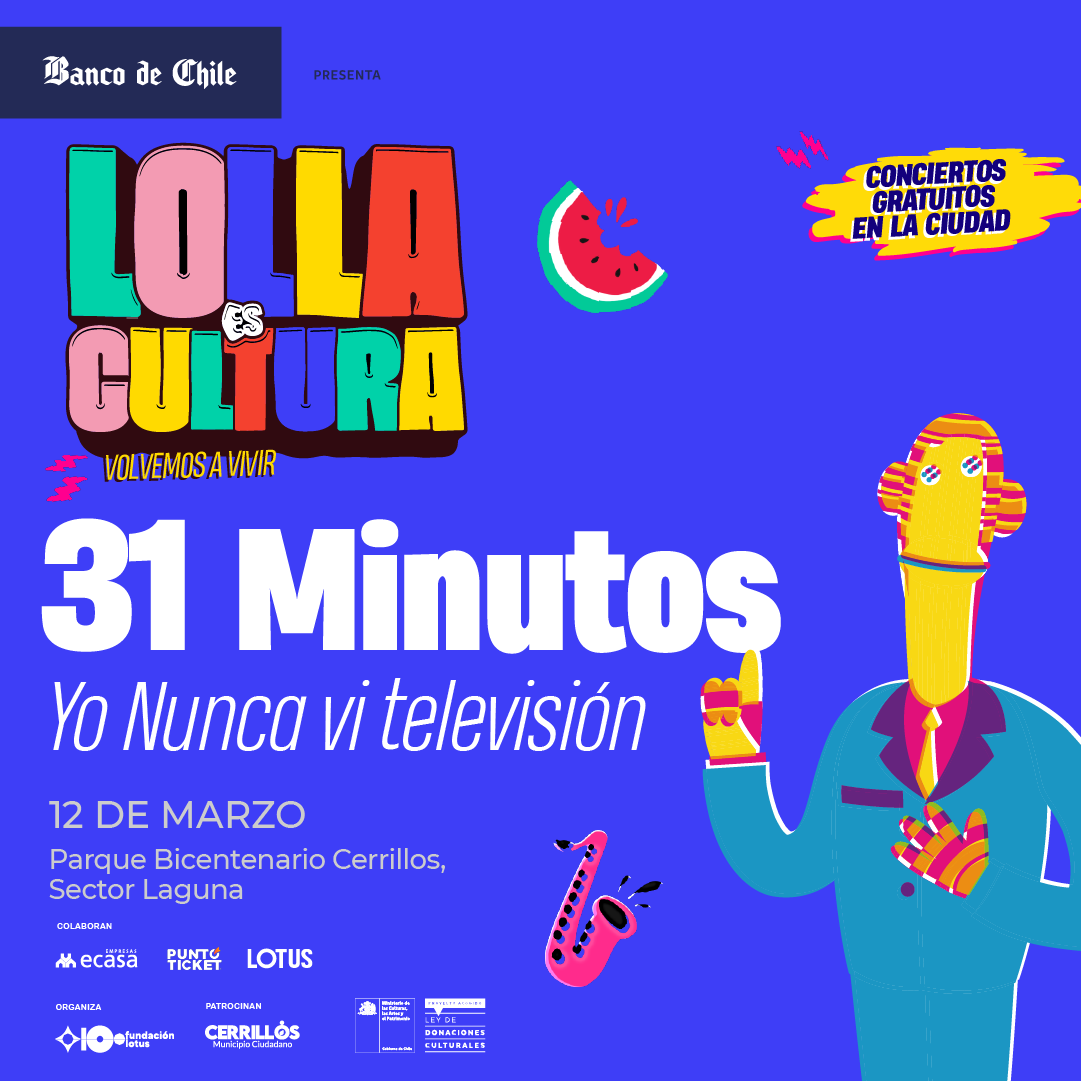 Banco de Chile
PRESENTA
LOLLA
ES
CULTURA
VOLVEMOS A VIVIR
CONCIERTOS
GRATUITOS
EN LA CIUDAD
31 Minutos
Yo Nunca vi televisión
12 DE MARZO
Parque Bicentenario Cerrillos,
Sector Laguna
COLABORAN
EMPRESAS
ecasa
PUNTO
TICKET
LOTUS
ORGANIZA
10 fundación
lotus
PATROCINAN
CERRILLOS
Municipio Ciudadano
Ministerio de
las Culturas,
las Artes y
el Patrimonio
Gobierno de Chile
PROYECTO ACOGIDO
LEY DE
DONACIONES
CULTURALES